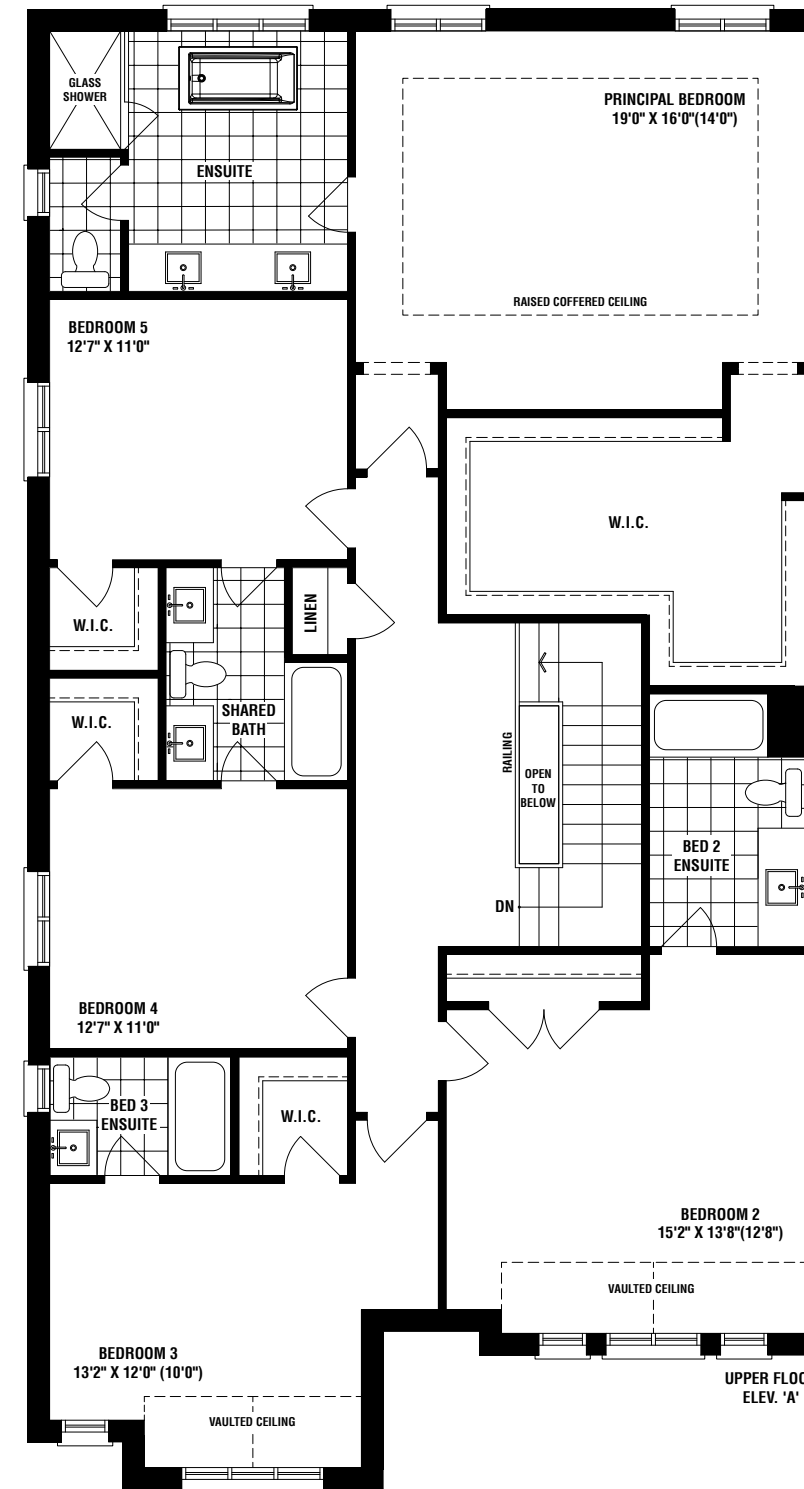 GLASS
SHOWER
ENSUITE
PRINCIPAL BEDROOM
19'0" X 16'0"(14'0")
RAISED COFFERED CEILING
BEDROOM 5
12'7" X 11'0"
W.I.C.
W.I.C.
LINEN
W.I.C.
SHARED
BATH
RAILING
OPEN
TO
BELOW
DN
BED 2
ENSUITE
BEDROOM 4
12'7" X 11'0"
BED 3
ENSUITE
W.I.C.
BEDROOM 2
15'2" X 13'8"(12'8")
VAULTED CEILING
BEDROOM 3
13'2" X 12'0" (10'0")
VAULTED CEILING
UPPER FLOO
ELEV. 'A'